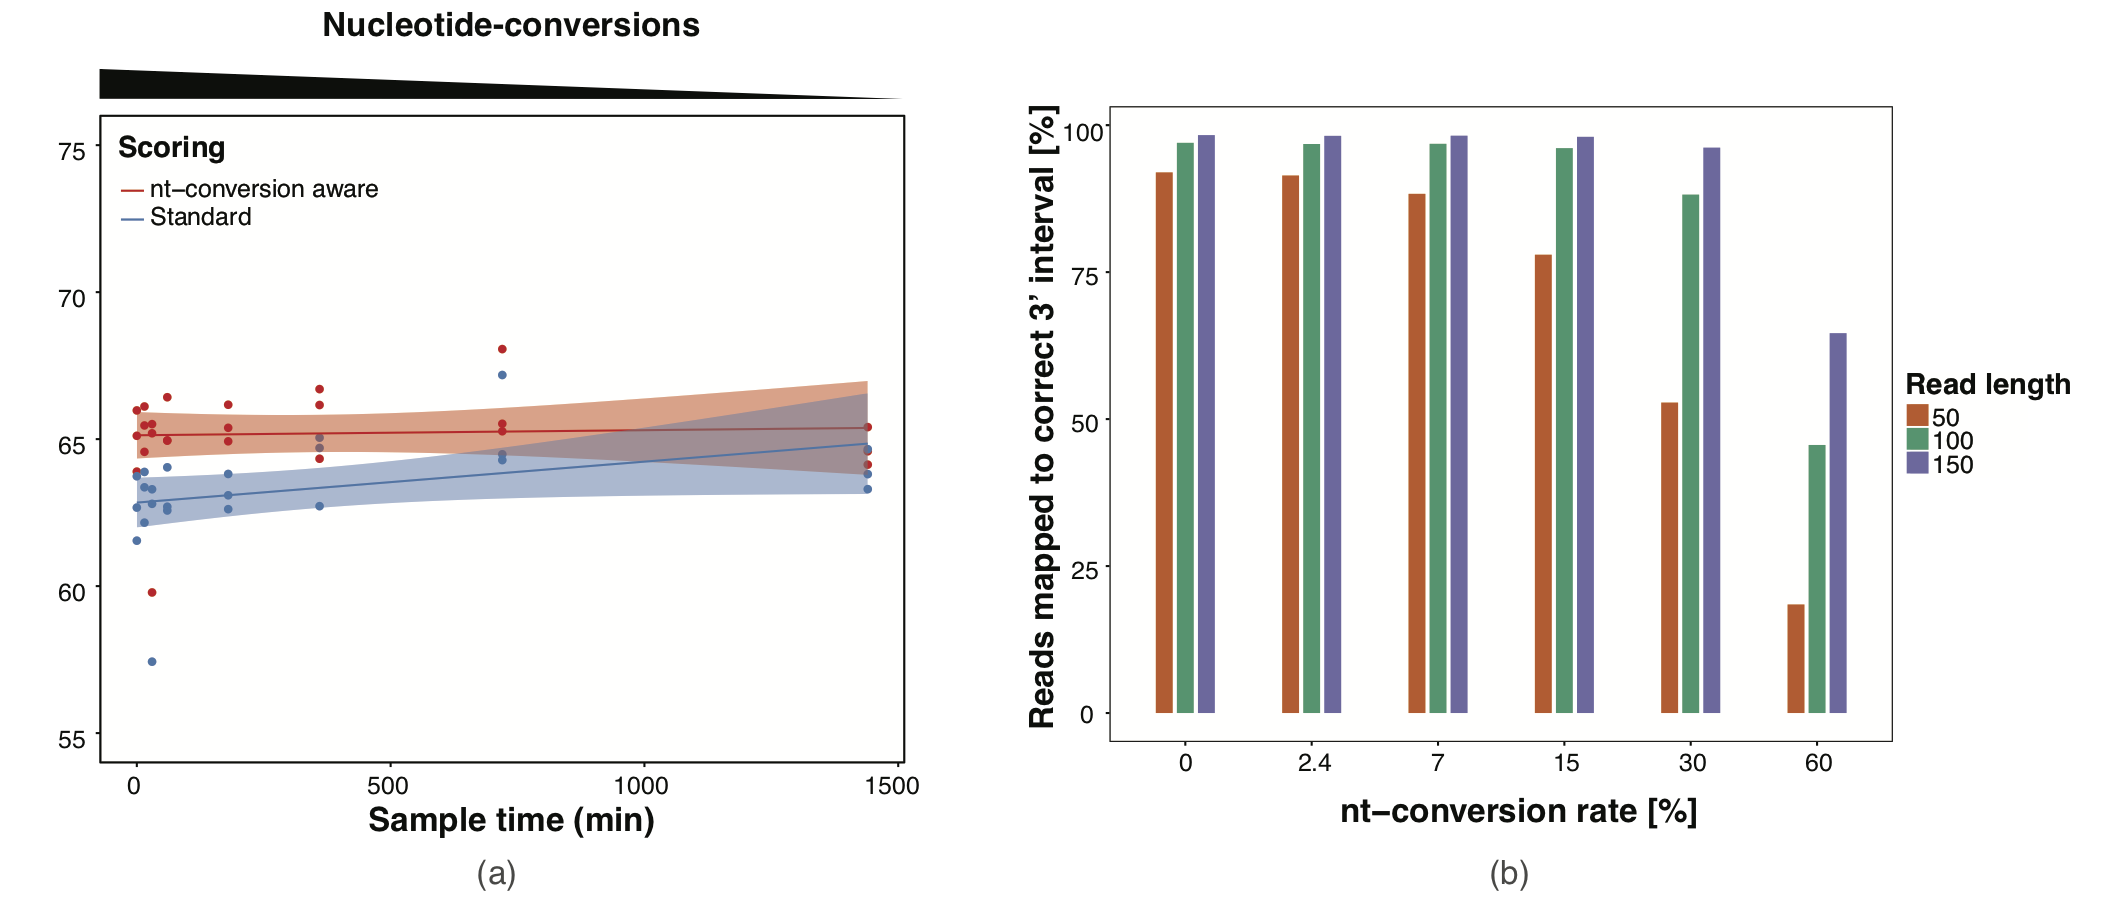 Nucleotide-conversions
Scoring
nt–conversion aware
Standard
75
70
65
60
55
0 500 1000 1500
Sample time (min)
(a)
Reads mapped to correct 3’ interval [%]
100
75
50
25
0
0 2.4 7 15 30 60
nt–conversion rate [%]
Read length
50
100
150
(b)